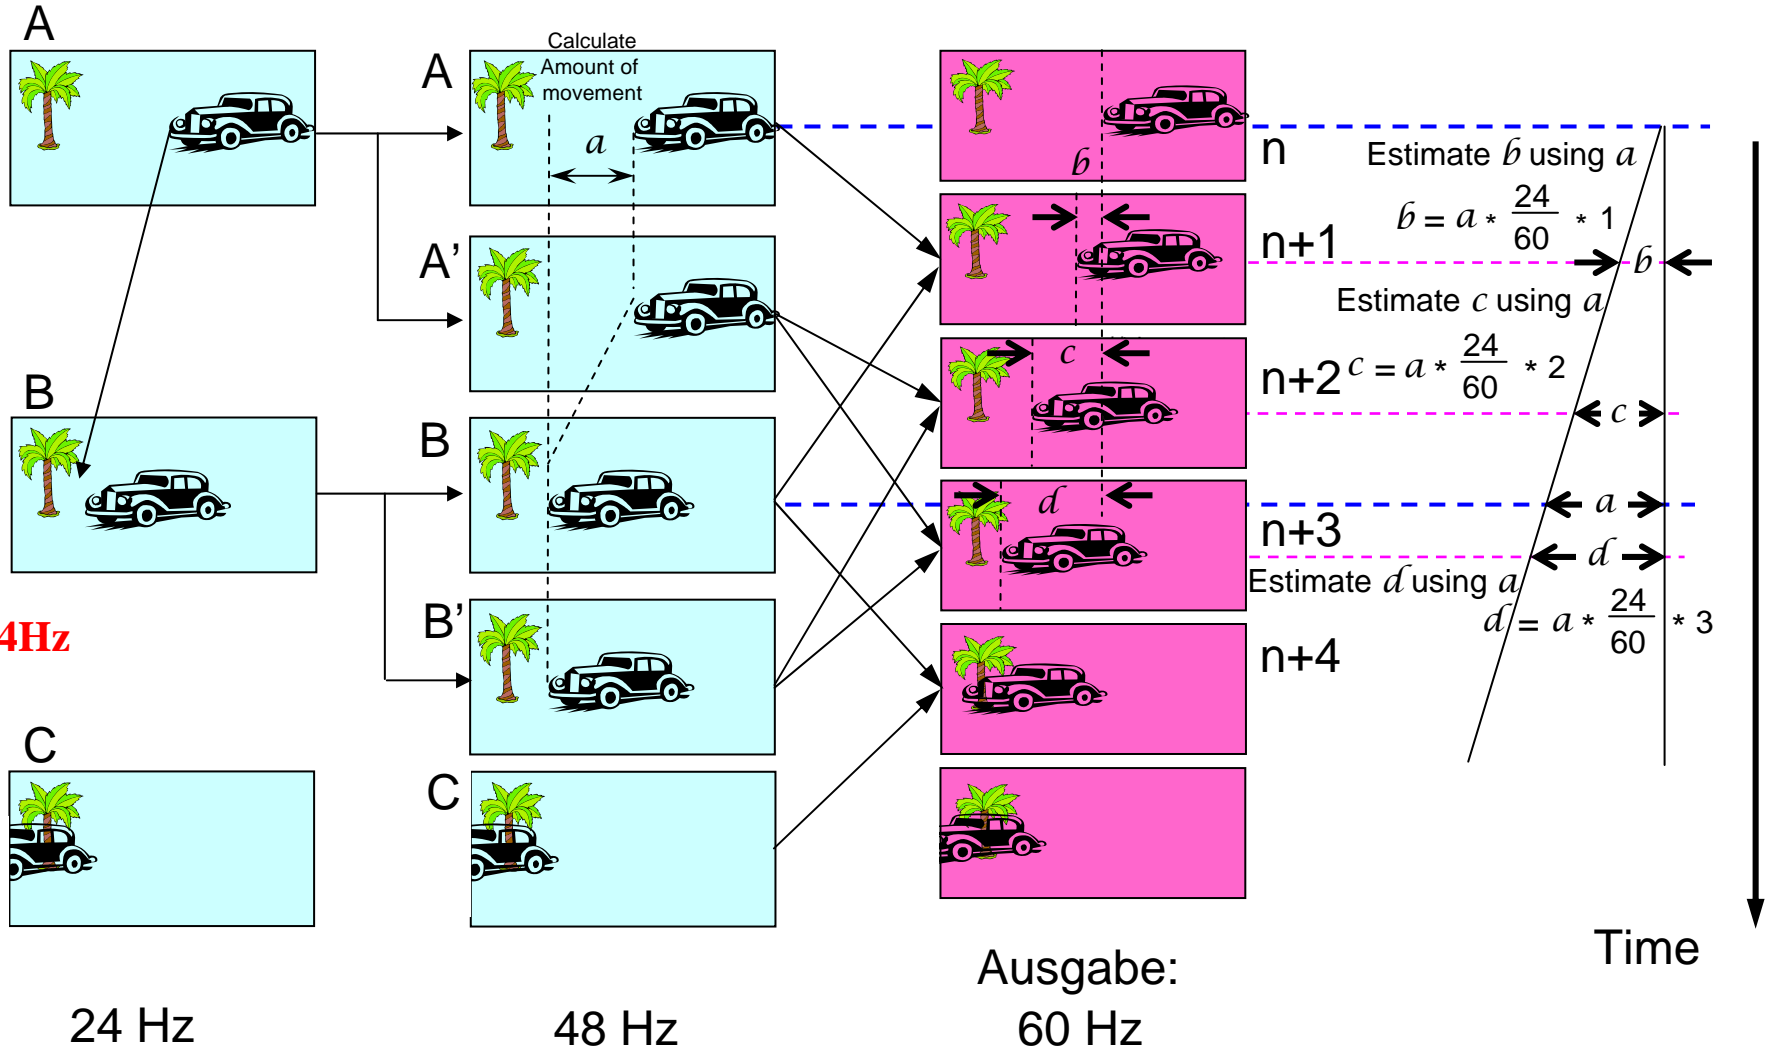 A
Calculate
Amount of
movement
A
a
A'
B
B
4Hz
B'
C
C
24 Hz
48 Hz
b
n
n+1
c
n+2
d
n+3
n+4
Ausgabe:
60 Hz
Estimate b using a
b = a * 24/60 * 1
b
Estimate c using a
c = a * 24/60 * 2
c
a
d
Estimate d using a
d = a * 24/60 * 3
Time